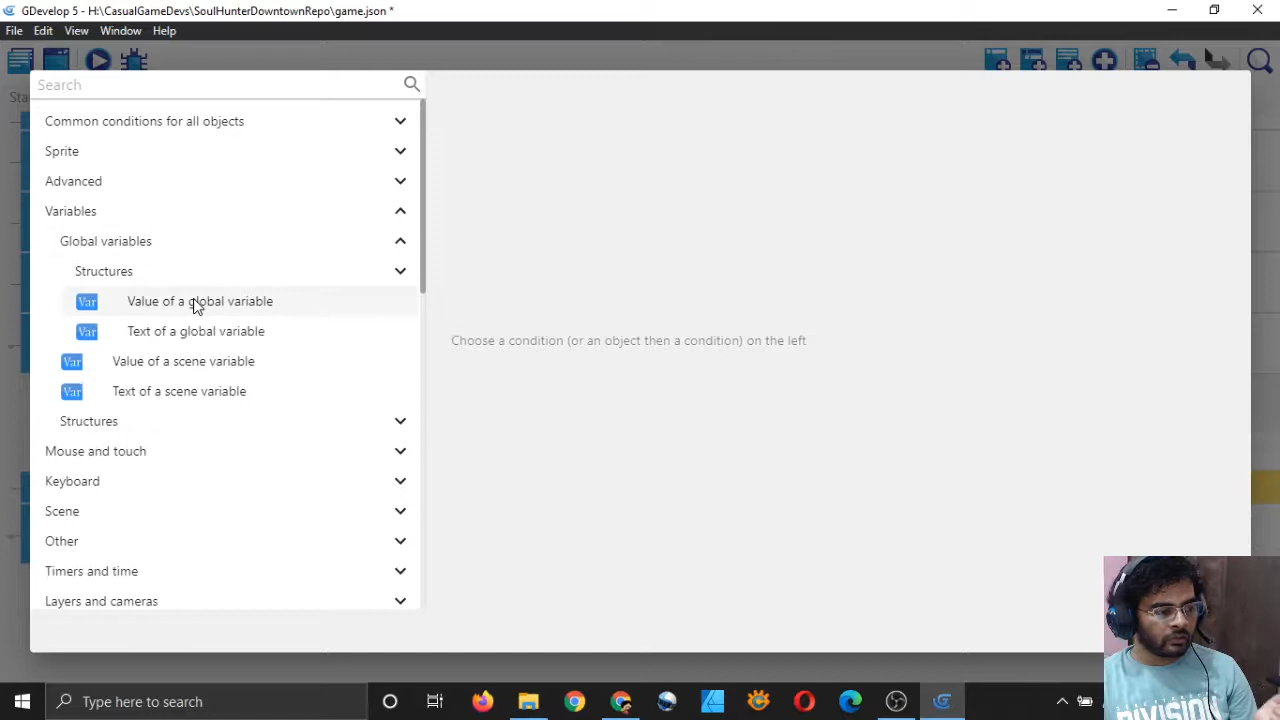 GDevelop 5 - H:\CasualGameDevs\SoulHunterDowntownRepo\game.json *
File Edit View Window Help
Sta
Search
Common conditions for all objects
Sprite
Advanced
Variables
Global variables
Structures
Var Value of a global variable
Var Text of a global variable
Var Value of a scene variable
Var Text of a scene variable
Structures
Mouse and touch
Keyboard
Scene
Other
Timers and time
Layers and cameras
Choose a condition (or an object then a condition) on the left
DIVISION
Type here to search